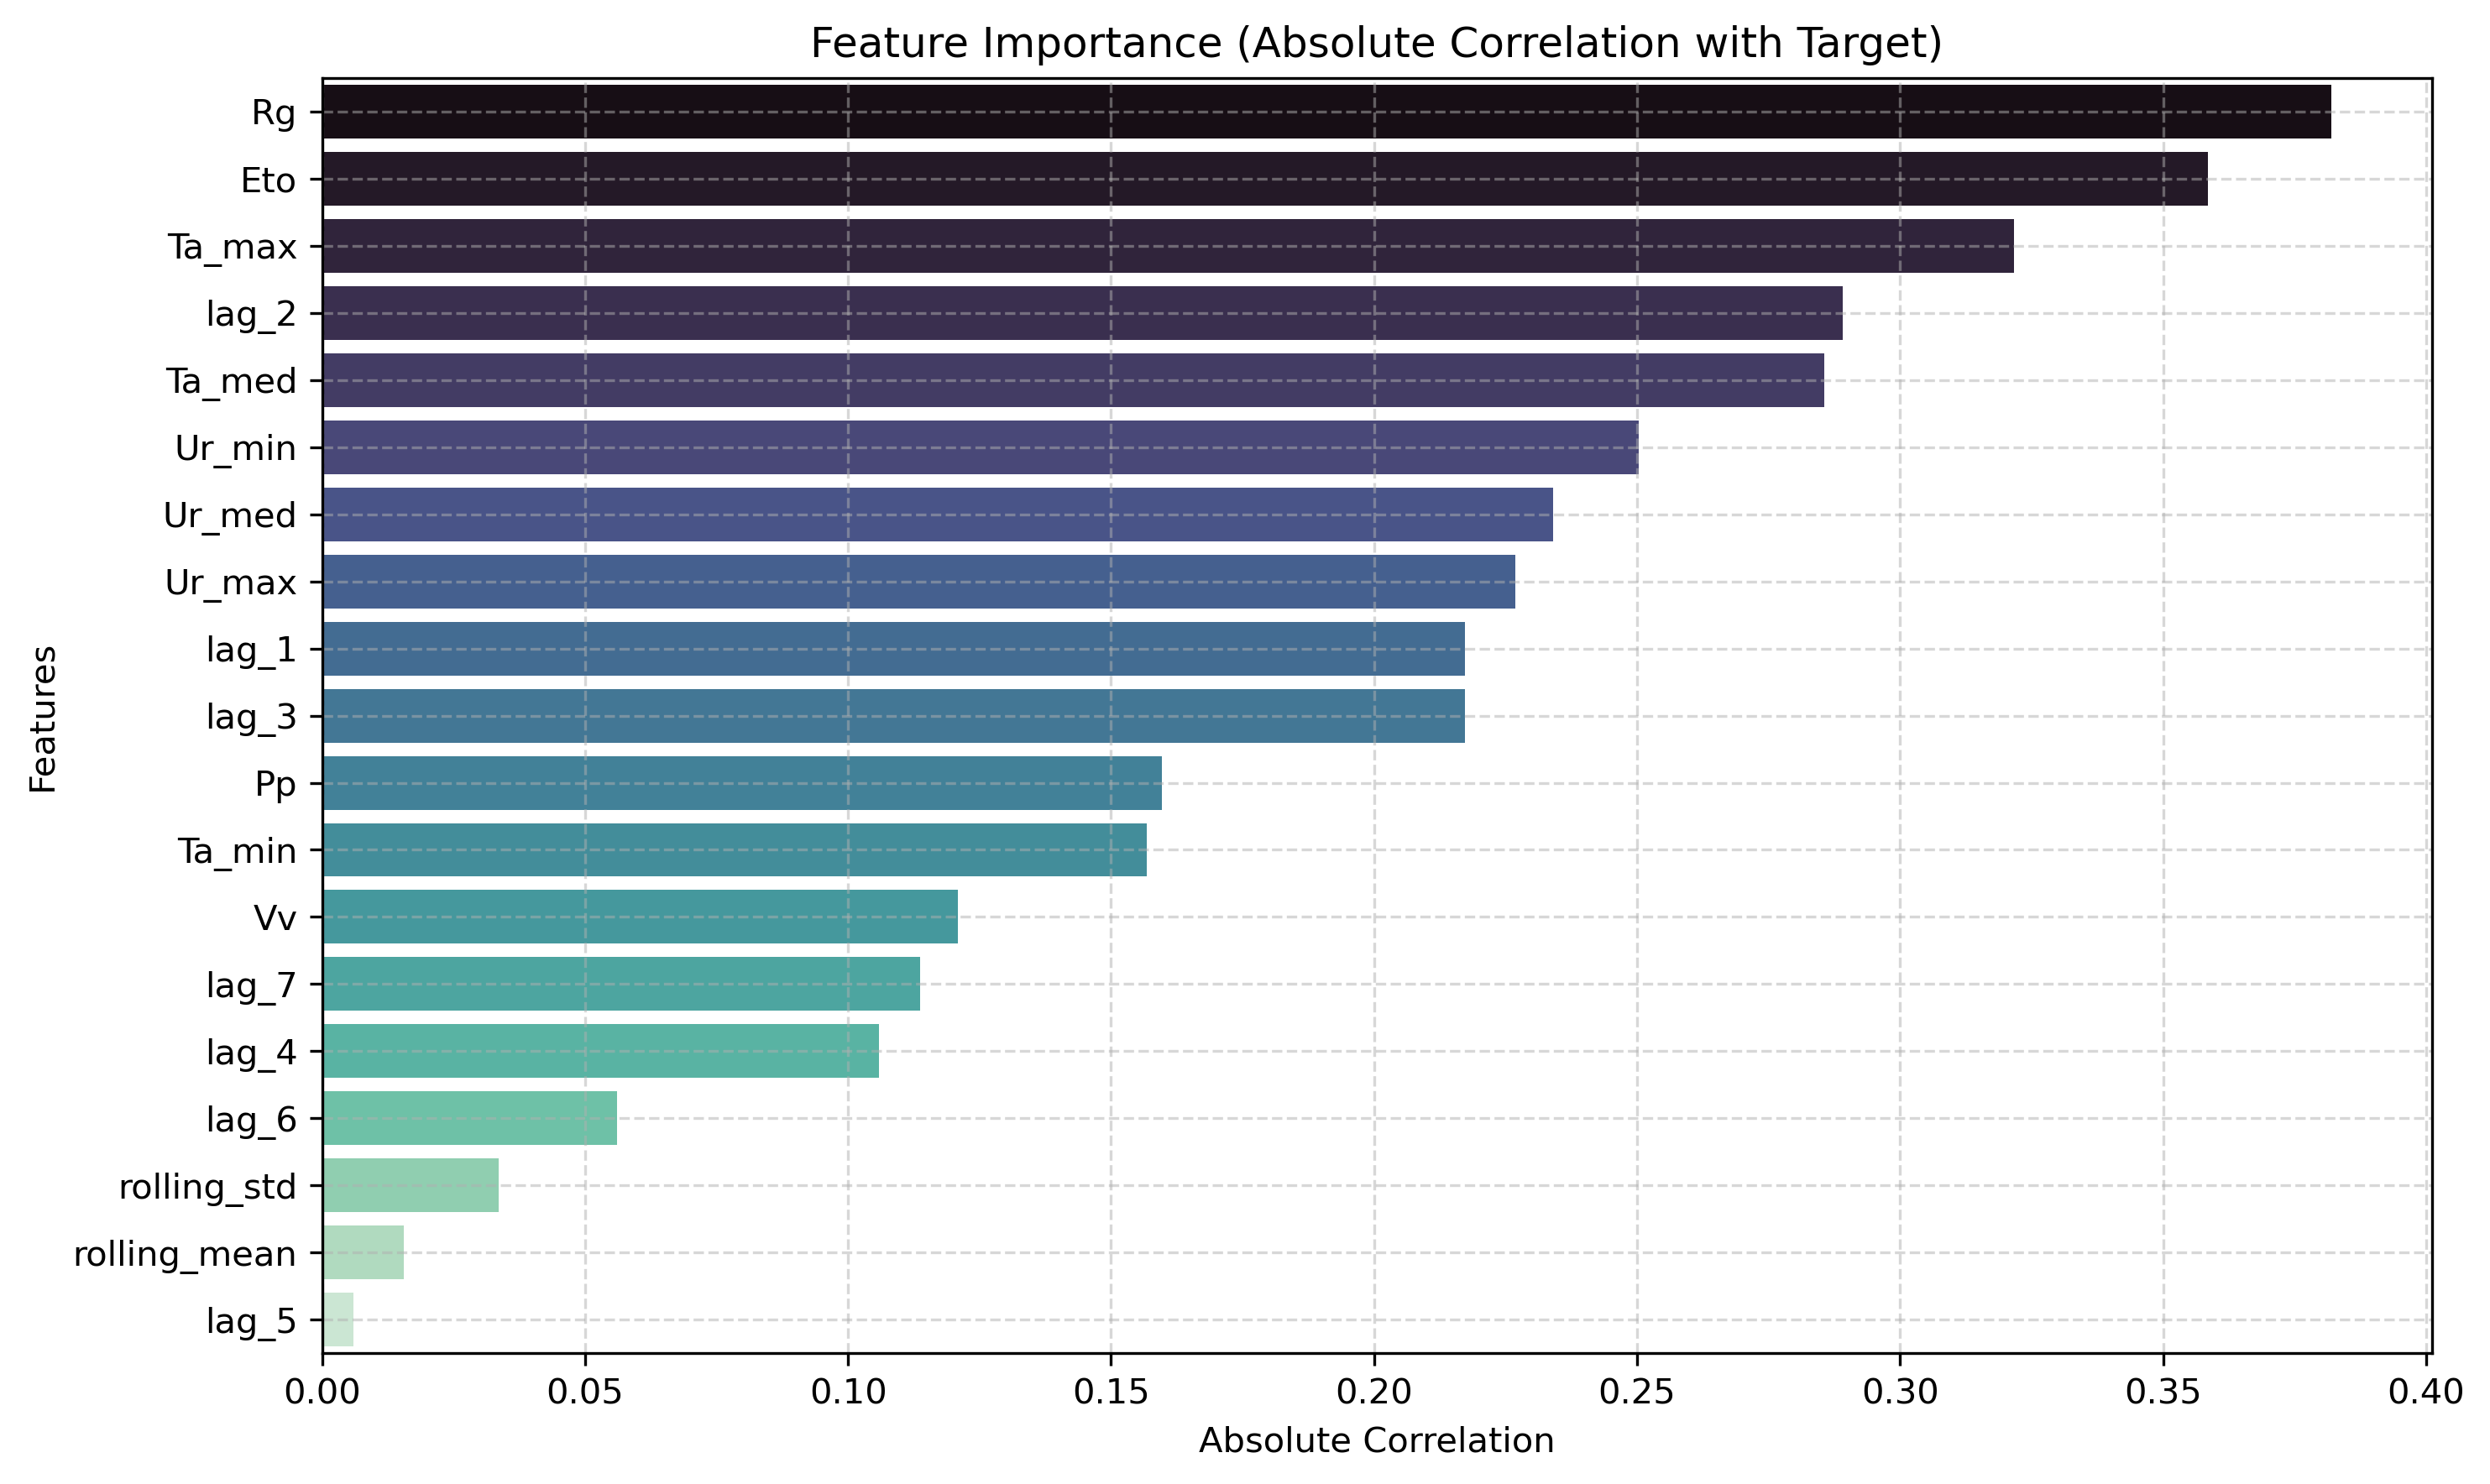 Feature Importance (Absolute Correlation with Target)
Features
Rg
Eto
Ta_max
lag_2
Ta_med
Ur_min
Ur_med
Ur_max
lag_1
lag_3
Pp
Ta_min
Vv
lag_7
lag_4
lag_6
rolling_std
rolling_mean
lag_5
0.00 0.05 0.10 0.15 0.20 0.25 0.30 0.35 0.40
Absolute Correlation